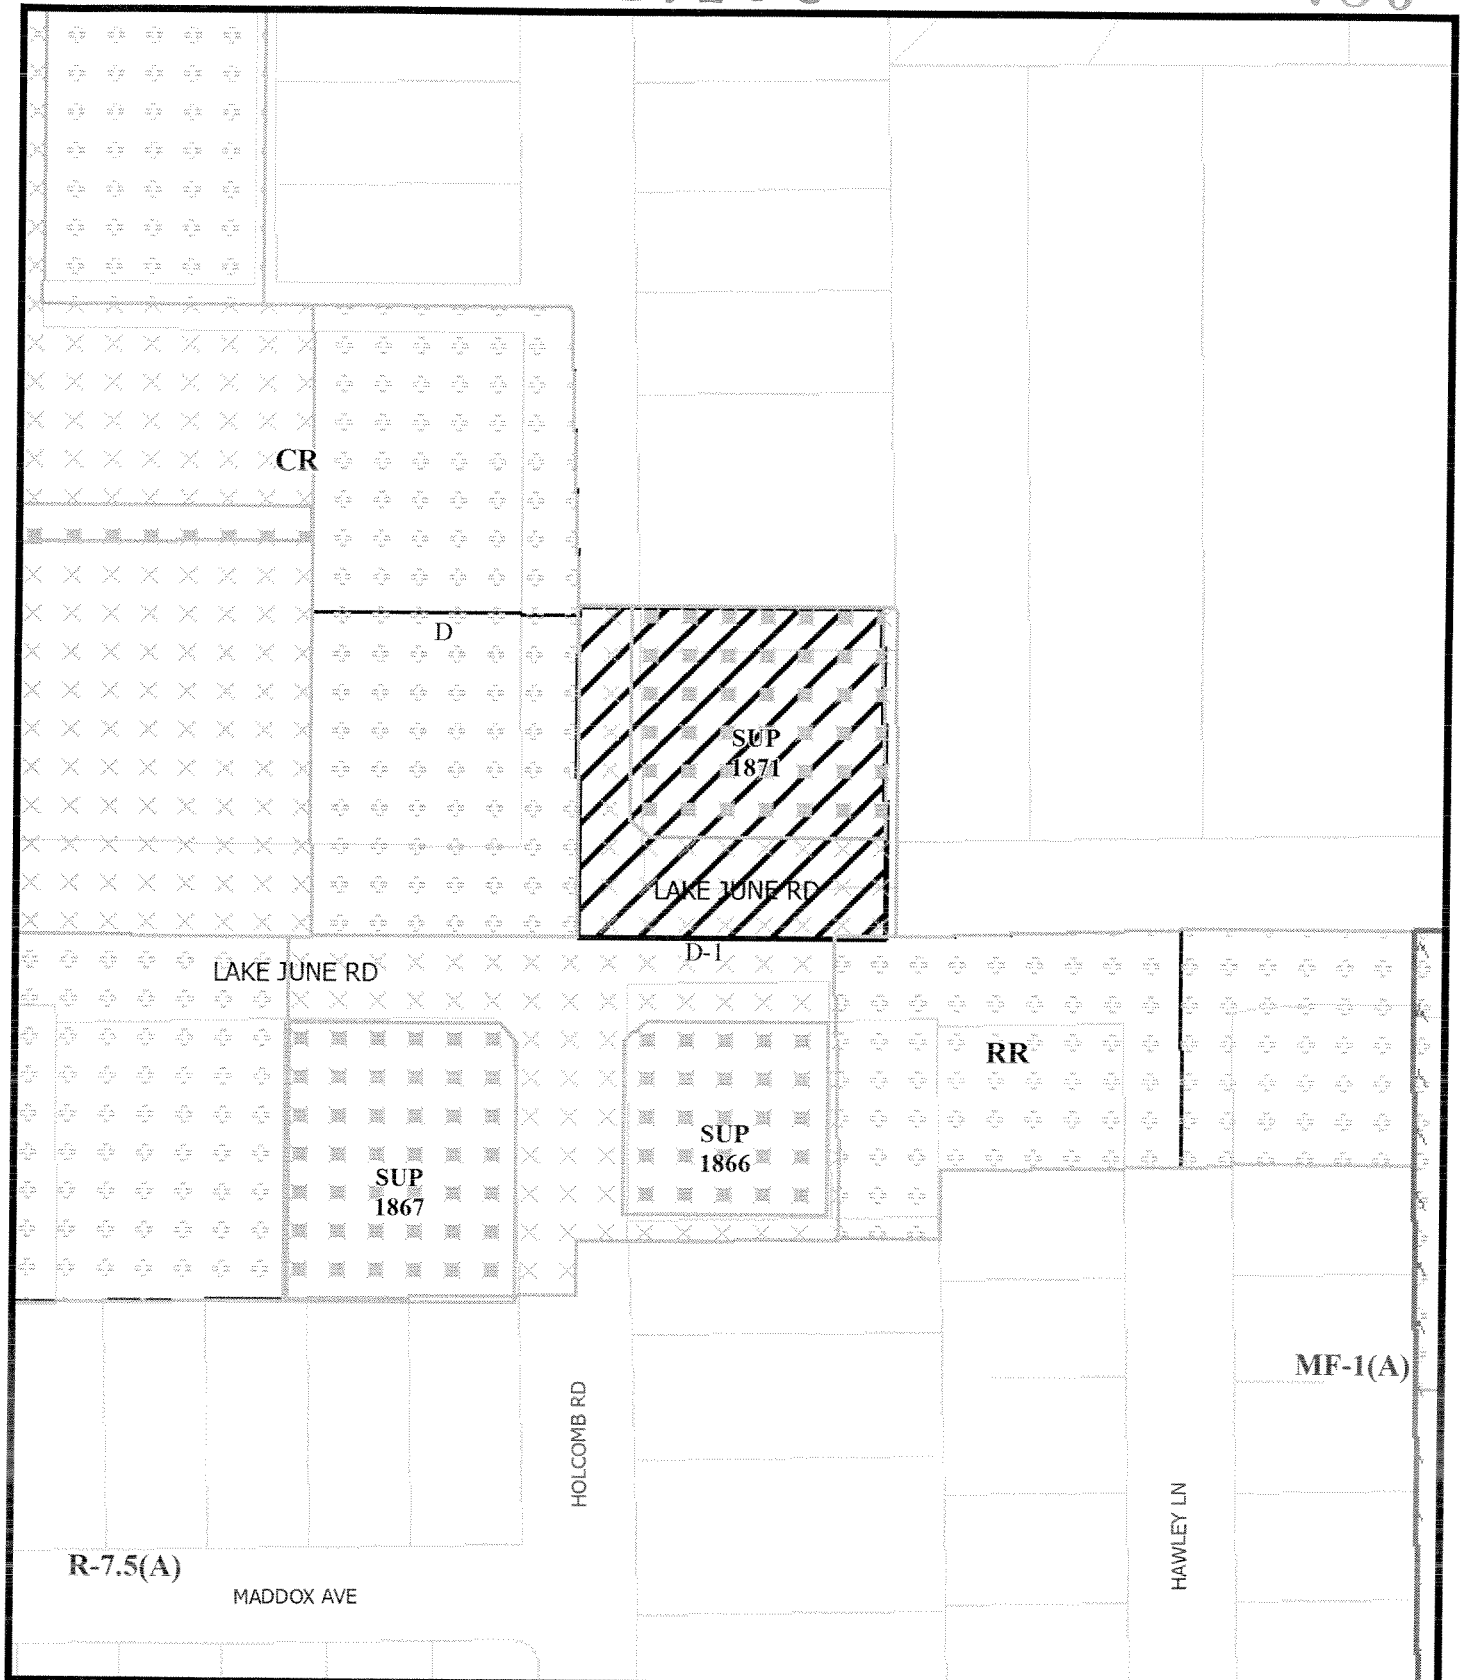 CR
D
SUP
1871
LAKE JUNE RD
D-1
LAKE JUNE RD
RR
SUP
1866
SUP
1867
MF-1(A)
HOLCOMB RD
HAWLEY LN
R-7.5(A)
MADDOX AVE